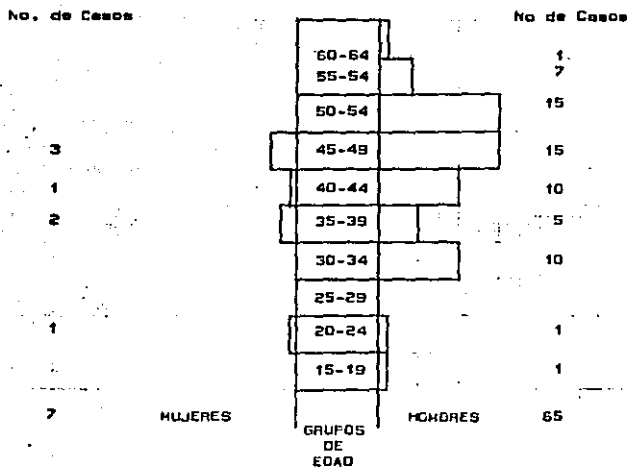 No. de Casos No de Casos
60-64 1
55-54 7
50-54 15
3 45-49 15
1 40-44 10
2 35-39 5
30-34 10
25-29
1 20-24 1
15-19 1
7 MUJERES HOMBRES 65
GRUPOS
DE
EDAD